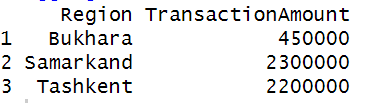 Region TransactionAmount
1 Bukhara 450000
2 Samarkand 2300000
3 Tashkent 2200000